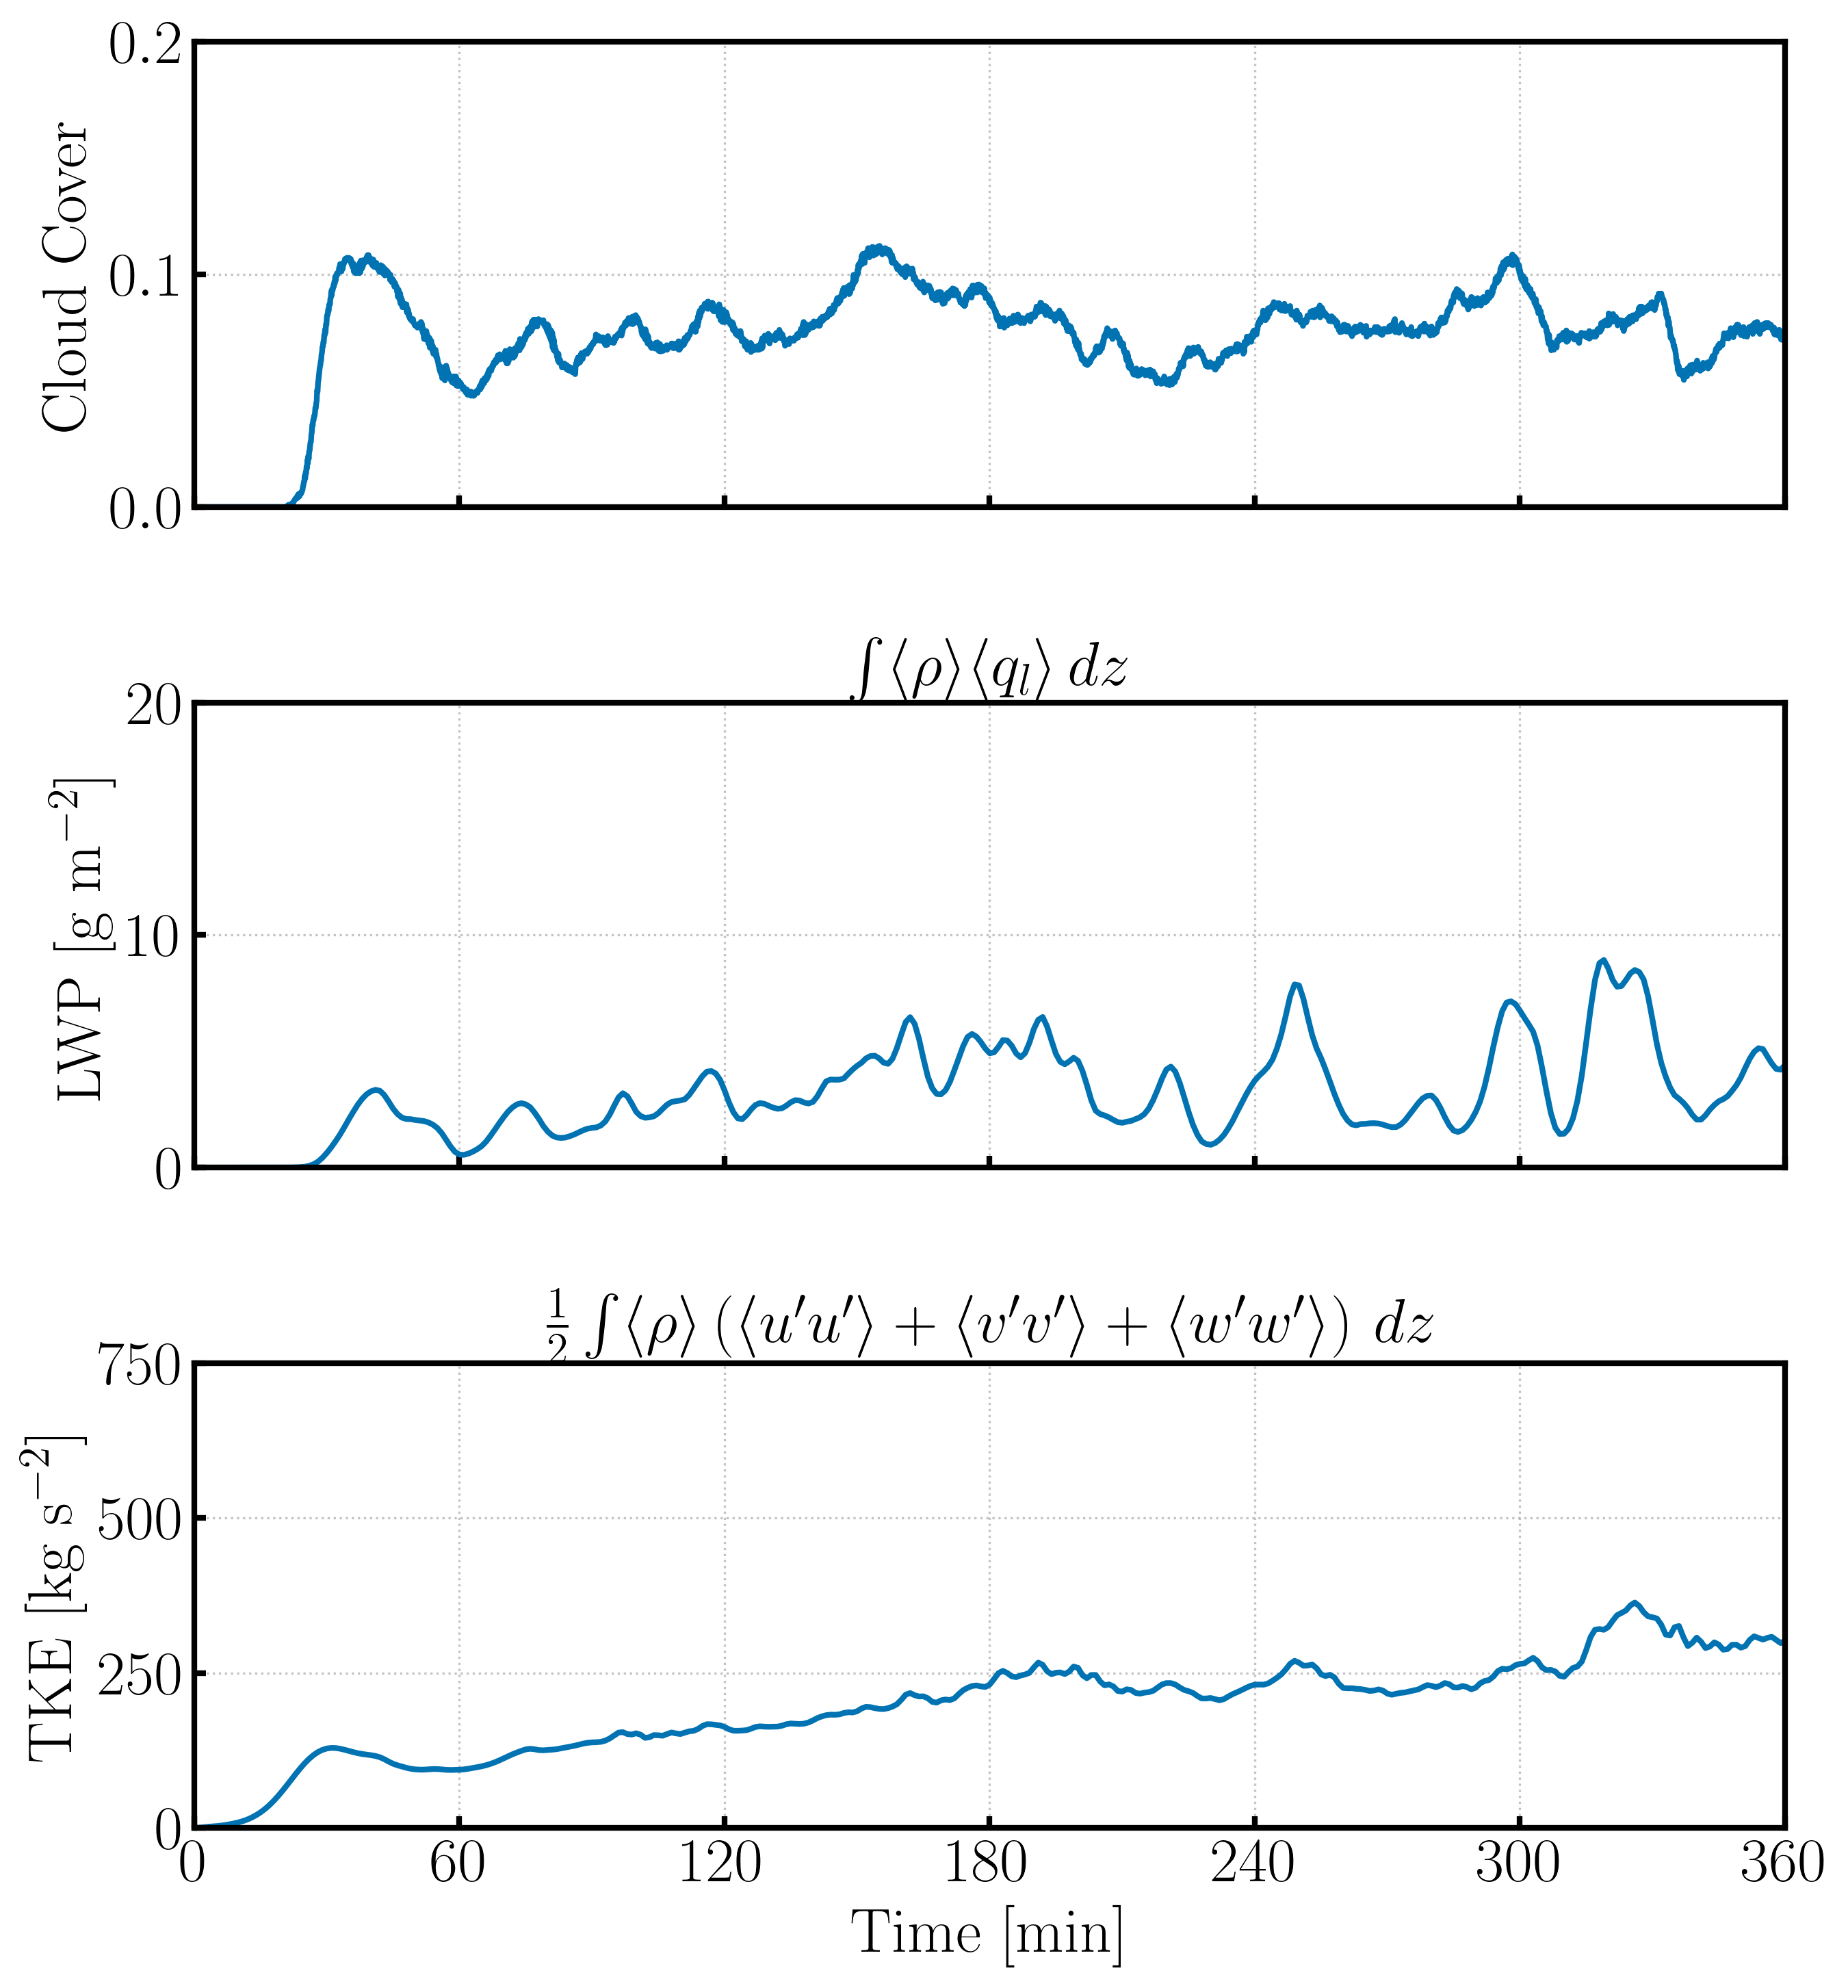 Cloud Cover
0.2
0.1
0.0
∫⟨ρ⟩⟨q_l⟩ dz
LWP [g m⁻²]
20
10
0
½∫⟨ρ⟩ (⟨u′u′⟩ + ⟨v′v′⟩ + ⟨w′w′⟩) dz
TKE [kg s⁻²]
750
500
250
0
0 60 120 180 240 300 360
Time [min]